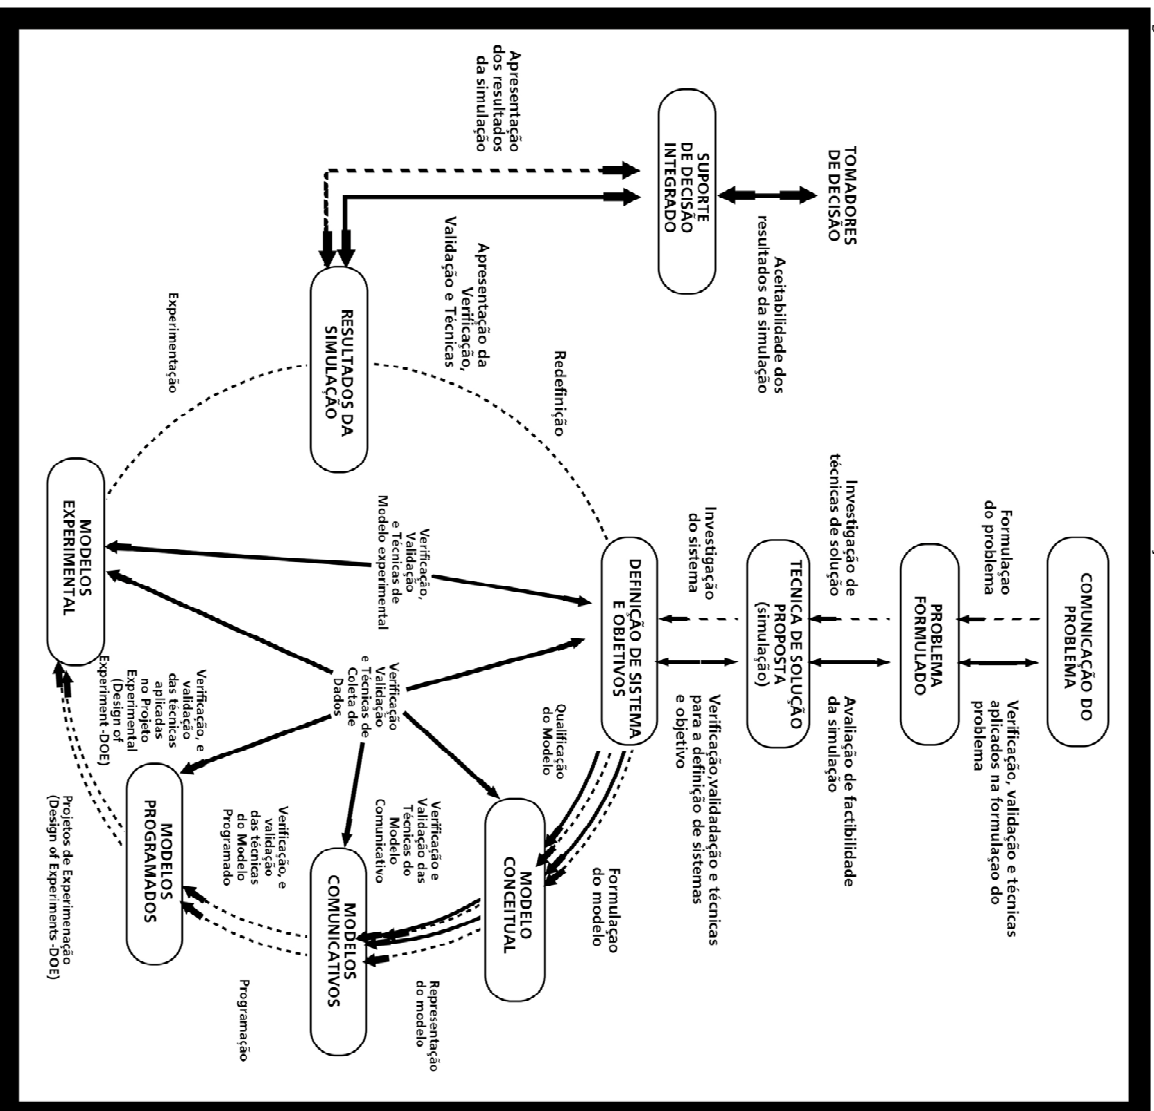 COMUNICAÇÃO DO
PROBLEMA
Formulaçao
do problema
Verificação, validação e técnicas
aplicados na formulaçao do
problema
PROBLEMA
FORMULADO
Investigação de
técnicas de solução
Avaliação de factibilidade
da simulação
TECNICA DE SOLUÇÃO
PROPOSTA
(simulação)
Investigação
do sistema
Verificação,validadação e técnicas
para a definição de sistemas
e objetivo
DEFINIÇÃO DE SISTEMA
E OBJETIVOS
TOMADORES
DE DECISÃO
Aceitabilidade dos
resultados da simulação
SUPORTE
DE DECISÃO
INTEGRADO
Apresentação
dos resultados
da simulação
Apresentação da
Verificação,
Validação e Técnicas
Redefinição
RESULTADOS DA
SIMULAÇÃO
Experimentação
Formulaçao
do modelo
Qualificação
do Modelo
MODELO
CONCEITUAL
Verificação,
Validação
e Técnicas de
Modelo experimental
Verificação
Validação
e Técnicas de
Coleta de
Dados
Verificação e
Validação das
Técnicas do
Modelo
Comunicativo
Representação
do modelo
MODELOS
COMUNICATIVOS
Verificação, e
validação
das técnicas
do Modelo
Programado
Programação
MODELOS
PROGRAMADOS
Verificação, e
validação
das técnicas
aplicadas
no Projeto
Experimental
(Design of
Experiment -DOE)
Projetos de Experimenação
(Design of Experiments -DOE)
MODELOS
EXPERIMENTAL